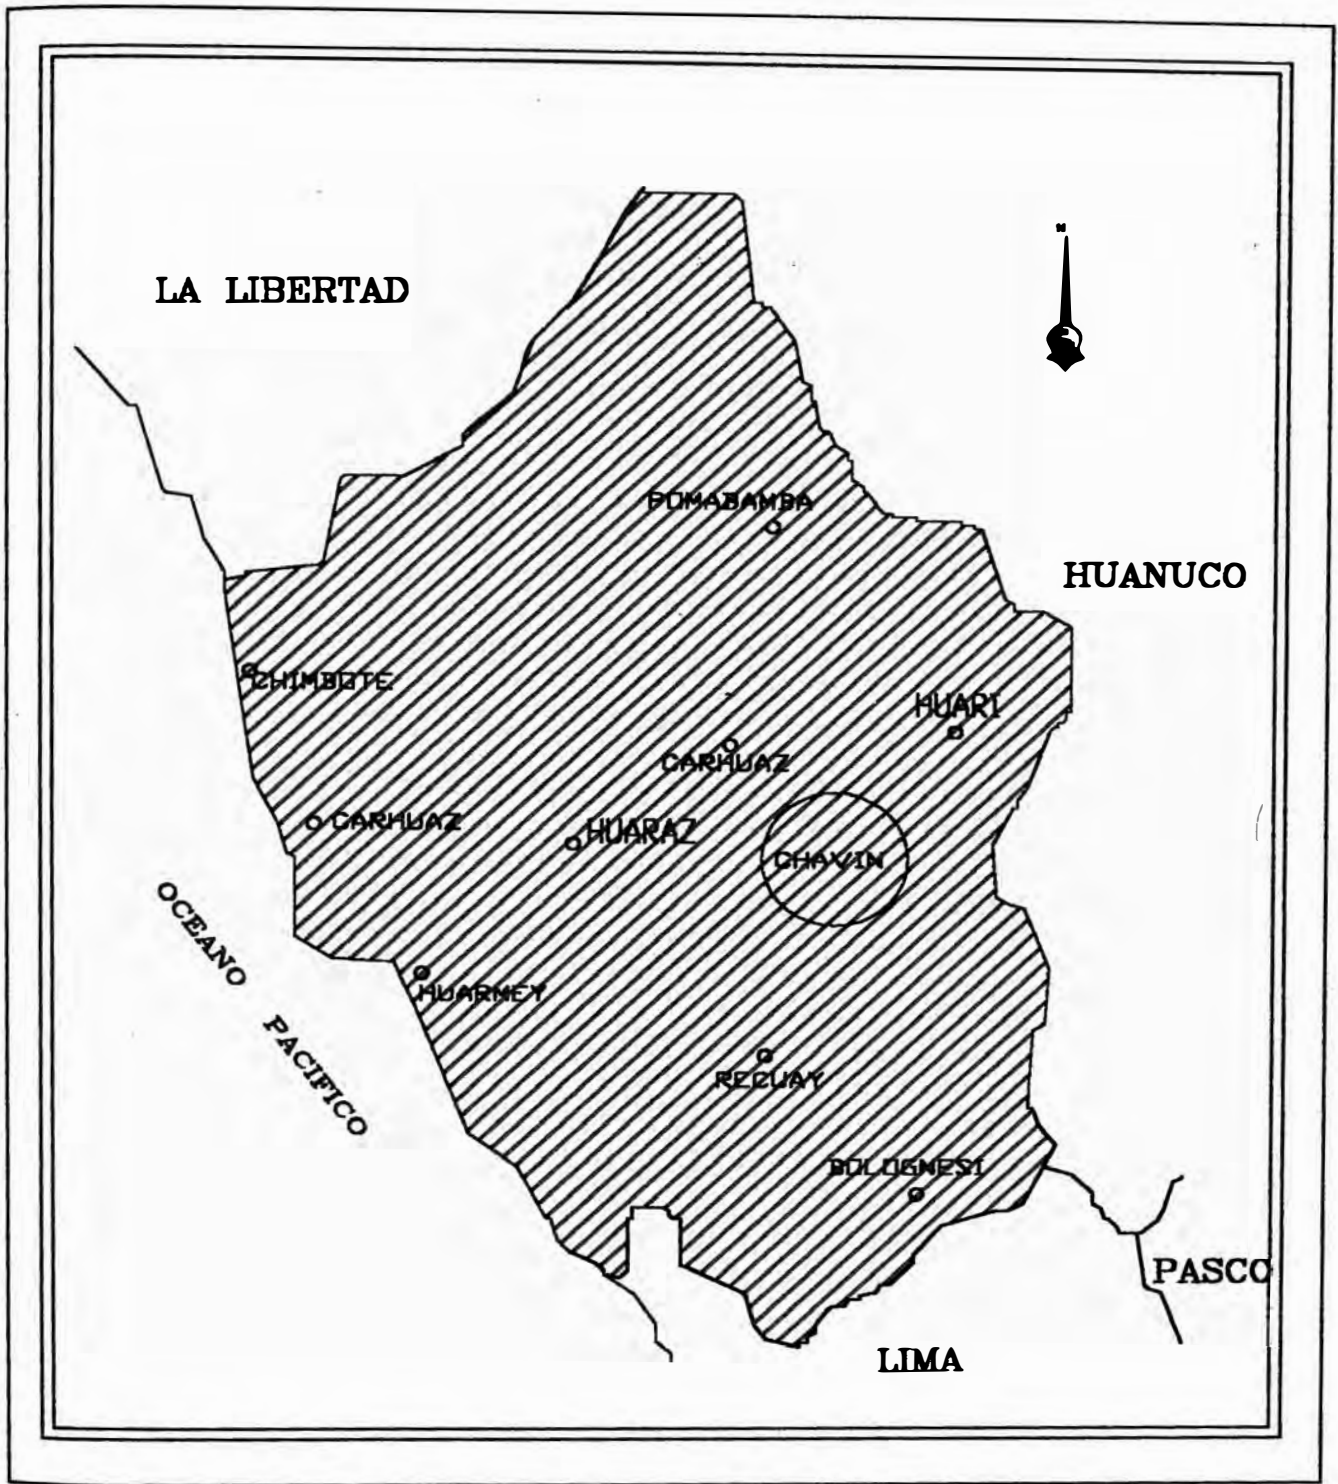 N
LA LIBERTAD
POMABAMBA
HUANUCO
CHIMBOTE
HUARI
CARHUAZ
CARHUAZ
HUARAZ
CHAVIN
OCEANO PACIFICO
HUARMEY
RECUAY
BOLOGNESI
PASCO
LIMA